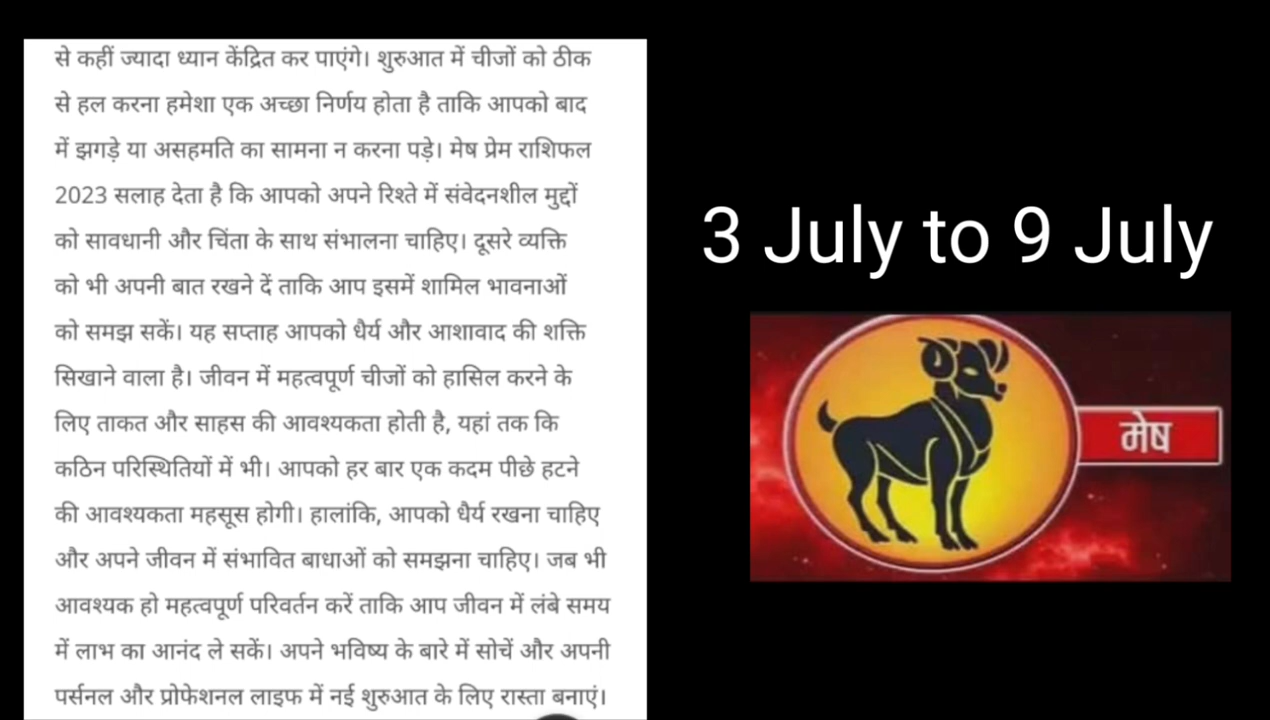 से कहीं ज्यादा ध्यान केंद्रित कर पाएंगे। शुरुआत में चीजों को ठीक
से हल करना हमेशा एक अच्छा निर्णय होता है ताकि आपको बाद
में झगड़े या असहमति का सामना न करना पड़े। मेष प्रेम राशिफल
2023 सलाह देता है कि आपको अपने रिश्ते में संवेदनशील मुद्दों
को सावधानी और चिंता के साथ संभालना चाहिए। दूसरे व्यक्ति
को भी अपनी बात रखने दें ताकि आप इसमें शामिल भावनाओं
को समझ सकें। यह सप्ताह आपको धैर्य और आशावाद की शक्ति
सिखाने वाला है। जीवन में महत्वपूर्ण चीजों को हासिल करने के
लिए ताकत और साहस की आवश्यकता होती है, यहां तक कि
कठिन परिस्थितियों में भी। आपको हर बार एक कदम पीछे हटने
की आवश्यकता महसूस होगी। हालांकि, आपको धैर्य रखना चाहिए
और अपने जीवन में संभावित बाधाओं को समझना चाहिए। जब भी
आवश्यक हो महत्वपूर्ण परिवर्तन करें ताकि आप जीवन में लंबे समय
में लाभ का आनंद ले सकें। अपने भविष्य के बारे में सोचें और अपनी
पर्सनल और प्रोफेशनल लाइफ में नई शुरुआत के लिए रास्ता बनाएं।
3 July to 9 July
मेष